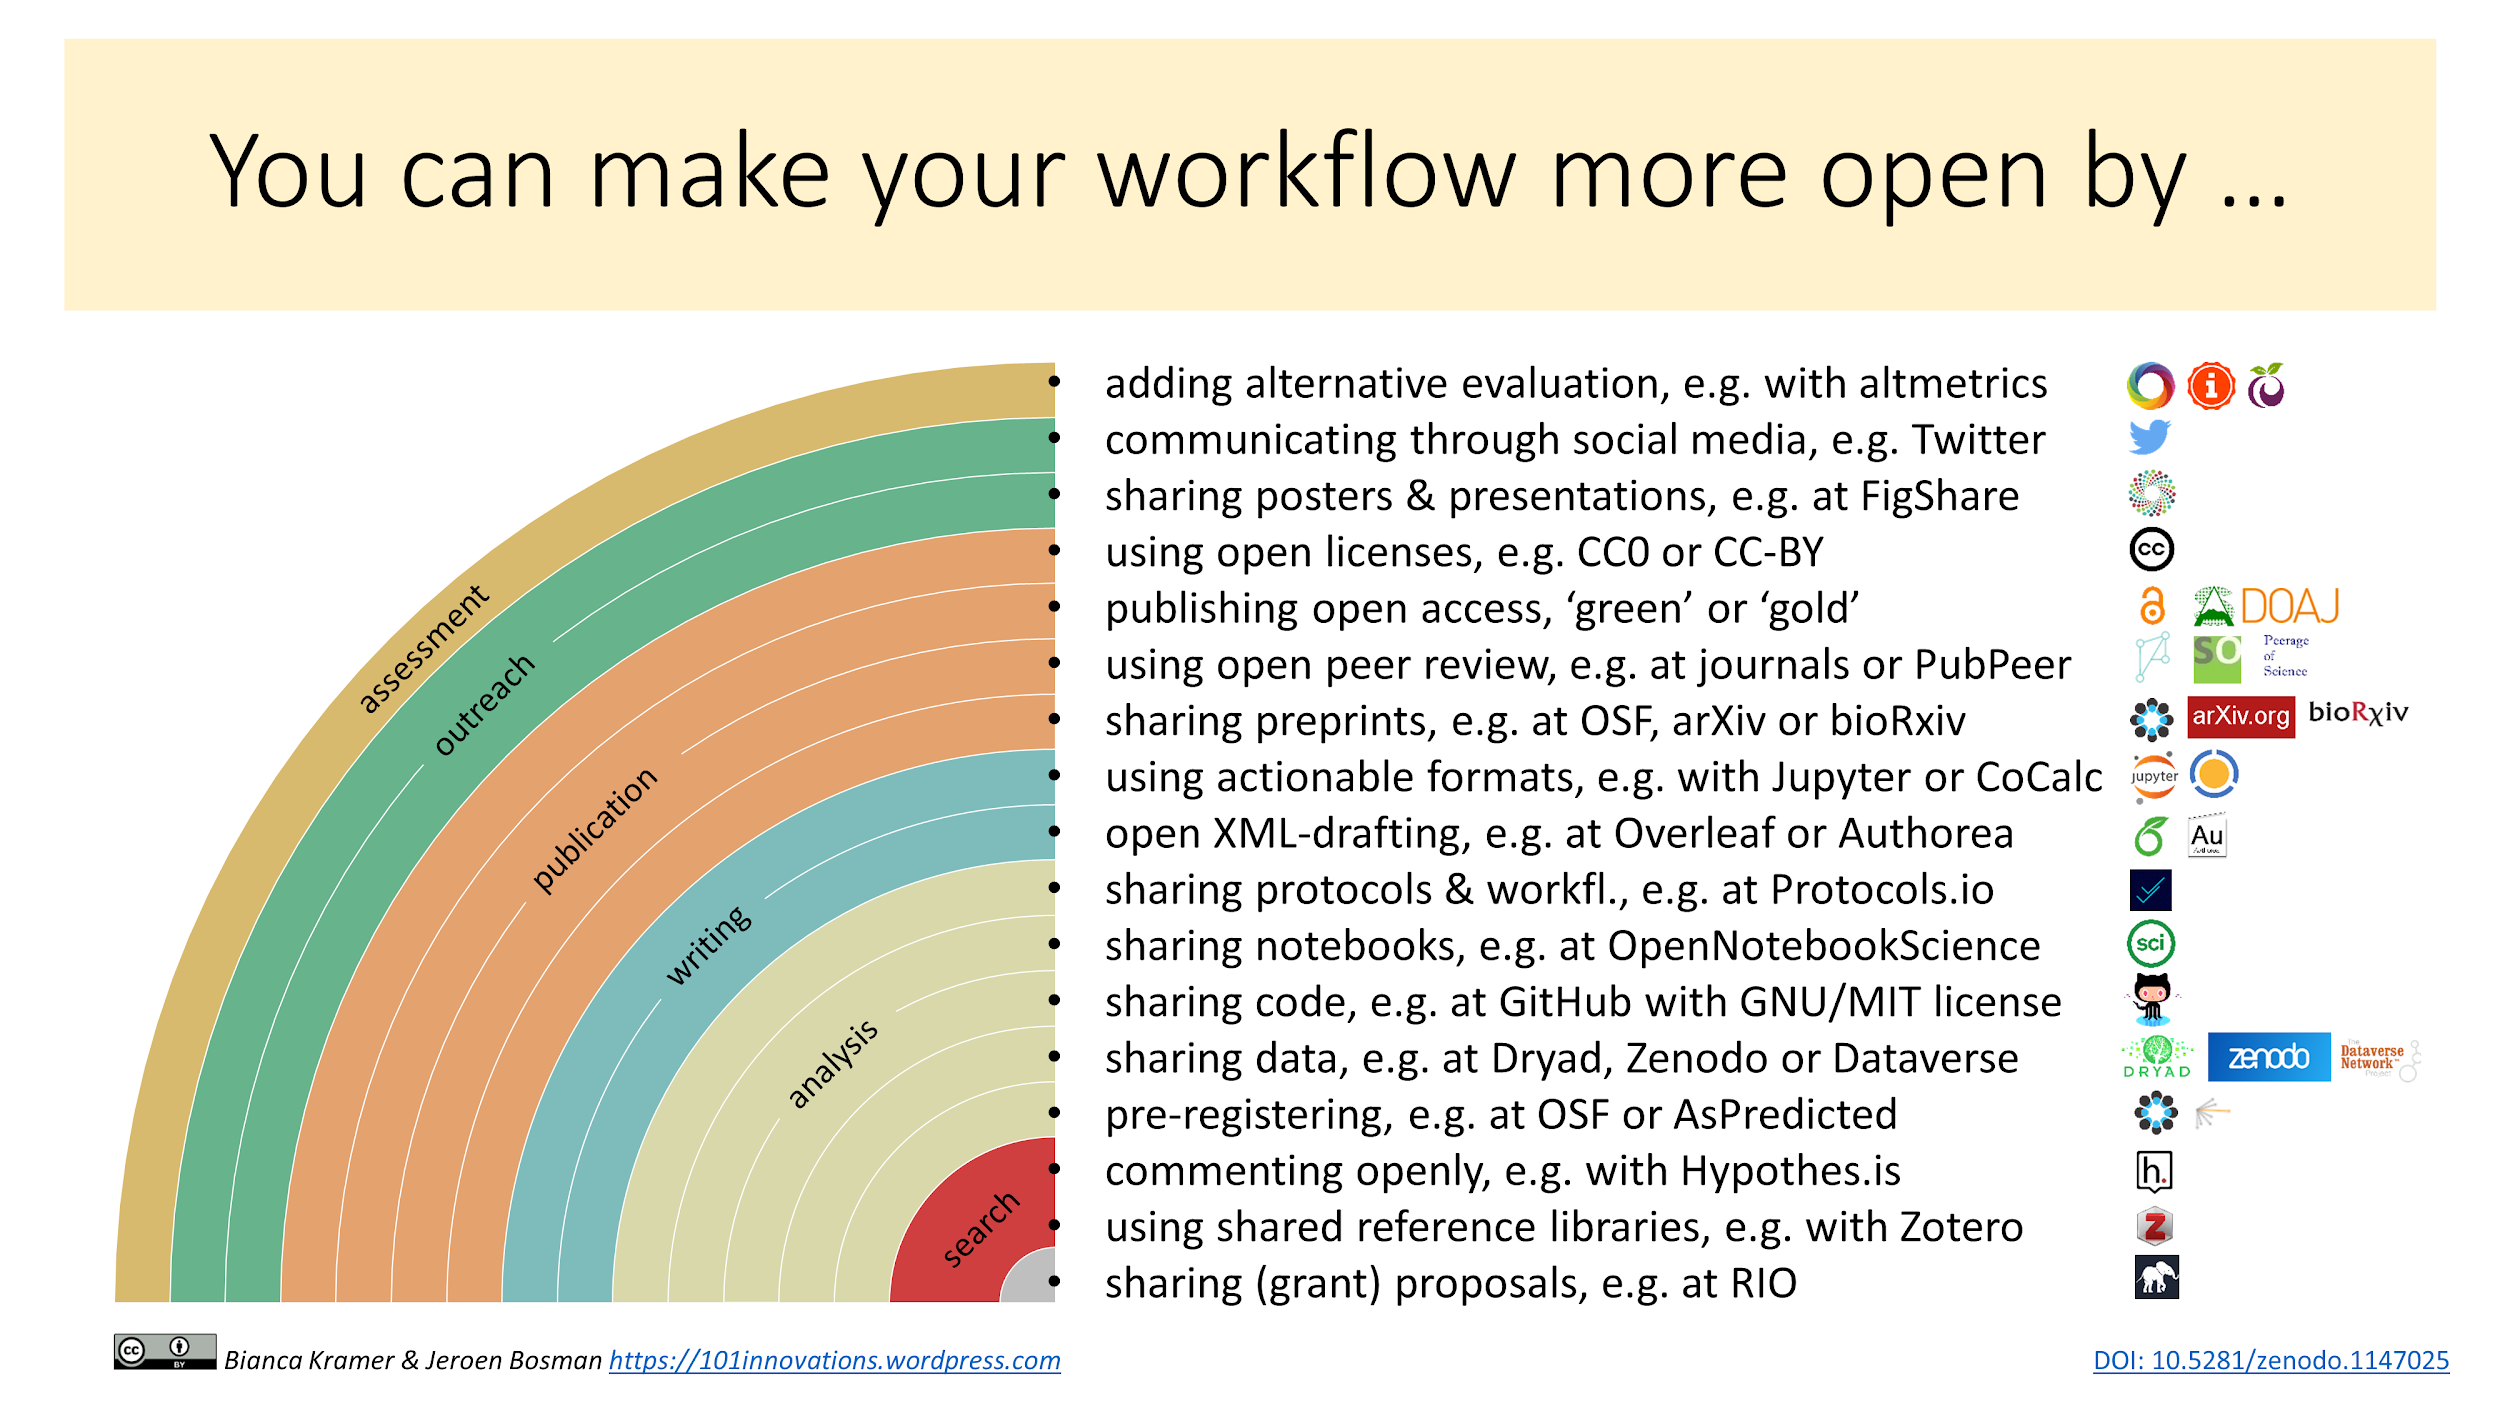 You can make your workflow more open by ...
• adding alternative evaluation, e.g. with altmetrics
• communicating through social media, e.g. Twitter
• sharing posters & presentations, e.g. at FigShare
• using open licenses, e.g. CC0 or CC-BY
• publishing open access, ‘green’ or ‘gold’
• using open peer review, e.g. at journals or PubPeer
• sharing preprints, e.g. at OSF, arXiv or bioRxiv
• using actionable formats, e.g. with Jupyter or CoCalc
• open XML-drafting, e.g. at Overleaf or Authorea
• sharing protocols & workfl., e.g. at Protocols.io
• sharing notebooks, e.g. at OpenNotebookScience
• sharing code, e.g. at GitHub with GNU/MIT license
• sharing data, e.g. at Dryad, Zenodo or Dataverse
• pre-registering, e.g. at OSF or AsPredicted
• commenting openly, e.g. with Hypothes.is
• using shared reference libraries, e.g. with Zotero
• sharing (grant) proposals, e.g. at RIO
assessment
outreach
publication
writing
analysis
search
i
cc
DOAJ
SO
Peerage
of
Science
arXiv.org
bioRχiv
jupyter
Au
sci
DRYAD
zenodo
The
Dataverse
Network
Project
h.
Z
cc BY
Bianca Kramer & Jeroen Bosman https://101innovations.wordpress.com
DOI: 10.5281/zenodo.1147025